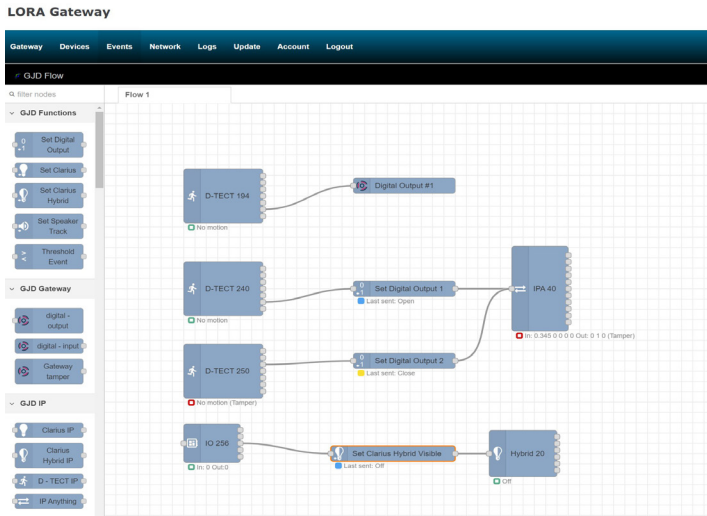 LORA Gateway
Gateway Devices Events Network Logs Update Account Logout
GJD Flow
filter nodes
Flow 1
GJD Functions
Set Digital
Output
Set Clarius
Set Clarius
Hybrid
Set Speaker
Track
Threshold
Event
GJD Gateway
digital -
output
digital - input
Gateway
tamper
GJD IP
Clarius IP
Clarius
Hybrid IP
D - TECT IP
IP Anything
D-TECT 194
No motion
Digital Output #1
D-TECT 240
No motion
Set Digital Output 1
Last sent: Open
IPA 40
In: 0.345 0 0 0 0 Out: 0 1 0 (Tamper)
D-TECT 250
No motion (Tamper)
Set Digital Output 2
Last sent: Close
IO 256
In: 0 Out:0
Set Clarius Hybrid Visible
Last sent: Off
Hybrid 20
Off